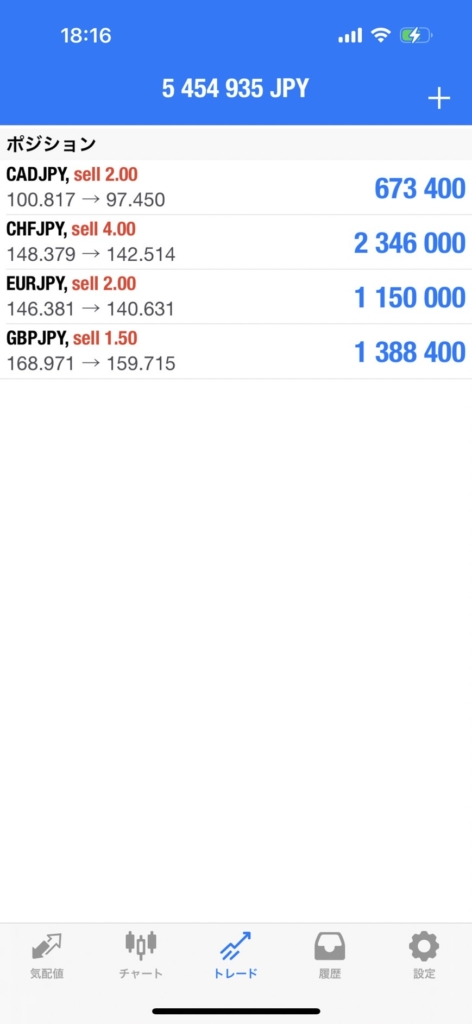 18:16
5 454 935 JPY
ポジション
CADJPY, sell 2.00
100.817 → 97.450
673 400
CHFJPY, sell 4.00
148.379 → 142.514
2 346 000
EURJPY, sell 2.00
146.381 → 140.631
1 150 000
GBPJPY, sell 1.50
168.971 → 159.715
1 388 400
気配値
チャート
トレード
履歴
設定